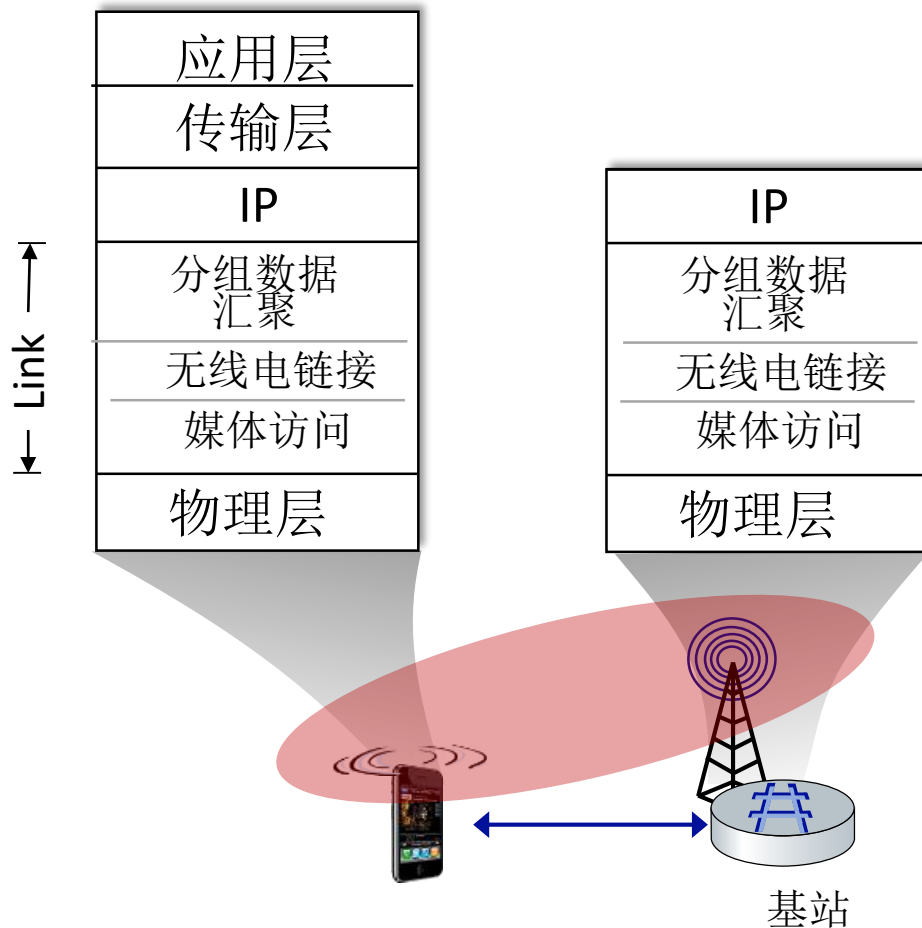 应用层
传输层
IP
分组数据
汇聚
无线电链接
媒体访问
物理层
Link
IP
分组数据
汇聚
无线电链接
媒体访问
物理层
基站